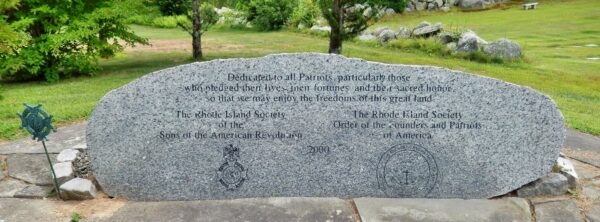 Dedicated to all Patriots, particularly those
who pledged their lives, their fortunes, and their sacred honor,
so that we may enjoy the freedoms of this great land
The Rhode Island Society
of the
Sons of the American Revolution
The Rhode Island Society
Order of the Founders and Patriots
of America
2000